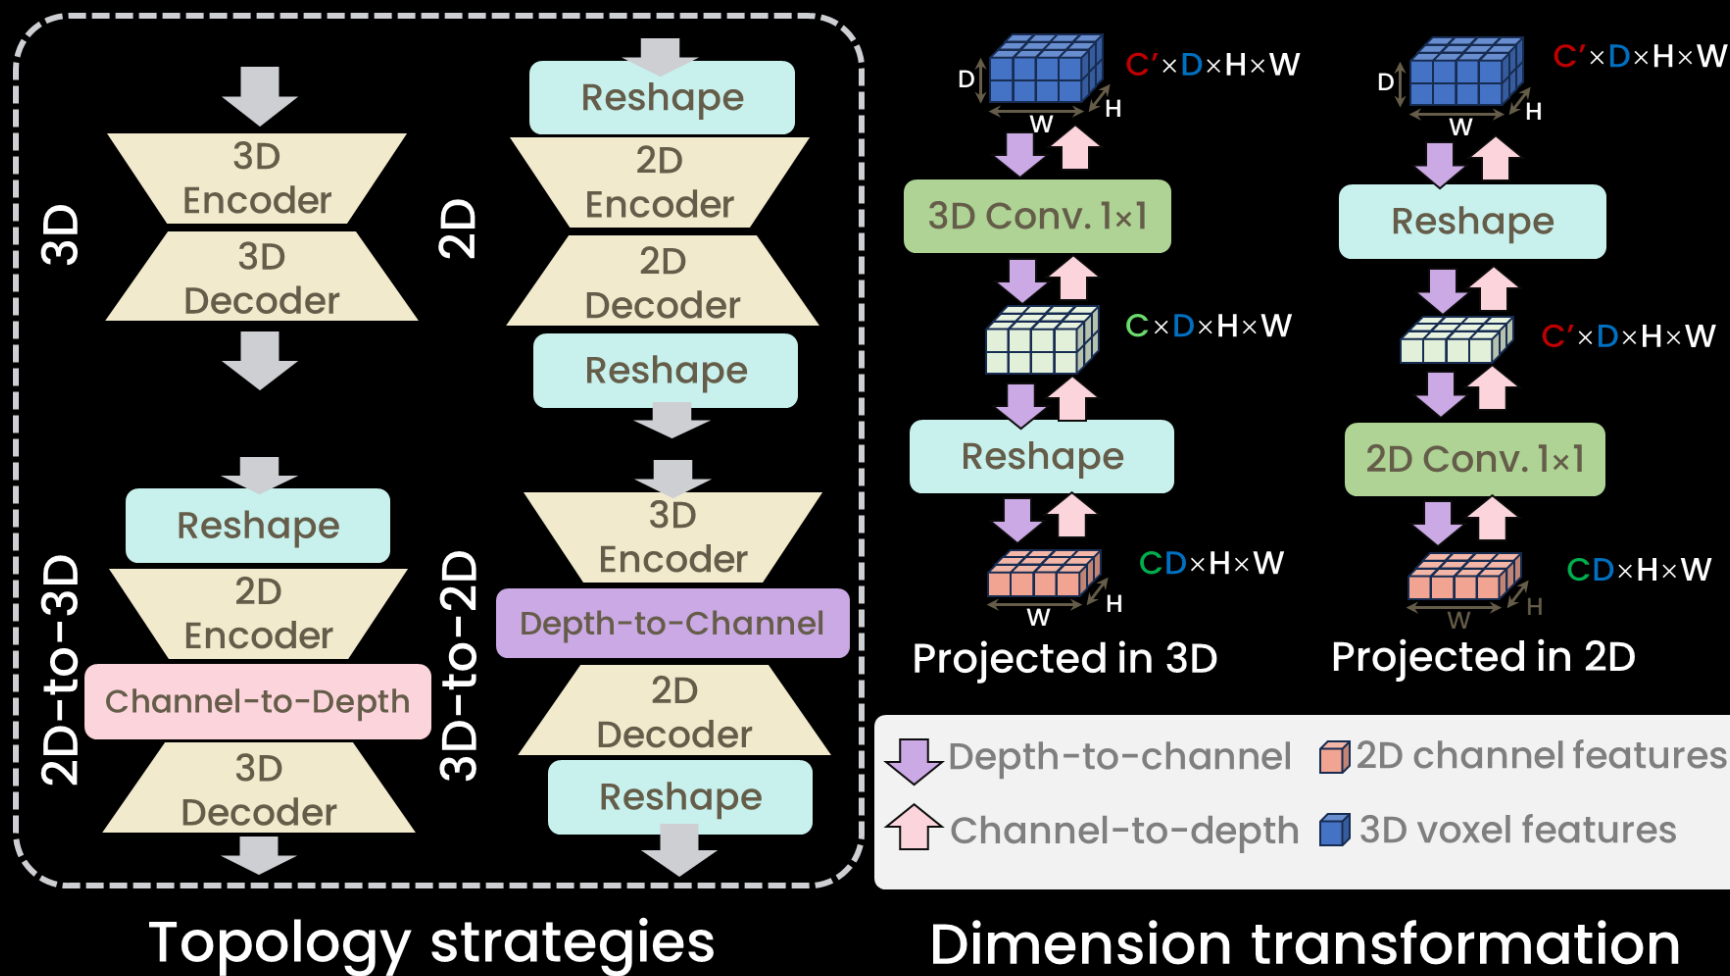 3D
3D
Encoder
3D
Decoder
2D
Reshape
2D
Encoder
2D
Decoder
Reshape
2D-to-3D
Reshape
2D
Encoder
Channel-to-Depth
3D
Decoder
3D-to-2D
3D
Encoder
Depth-to-Channel
2D
Decoder
Reshape
Topology strategies
D
W
H
C′×D×H×W
3D Conv. 1×1
C×D×H×W
Reshape
CD×H×W
W
H
Projected in 3D
D
W
H
C′×D×H×W
Reshape
C′×D×H×W
2D Conv. 1×1
CD×H×W
W
H
Projected in 2D
Depth-to-channel
2D channel features
Channel-to-depth
3D voxel features
Dimension transformation